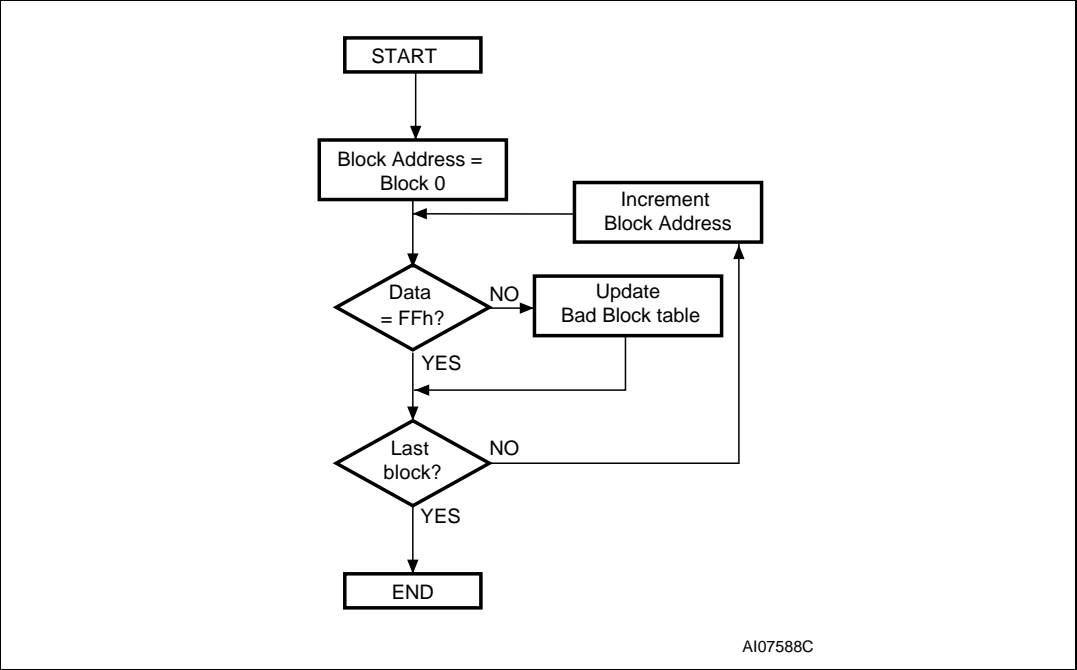 START
Block Address =
Block 0
Increment
Block Address
Data
= FFh?
NO
Update
Bad Block table
YES
Last
block?
NO
YES
END
AI07588C